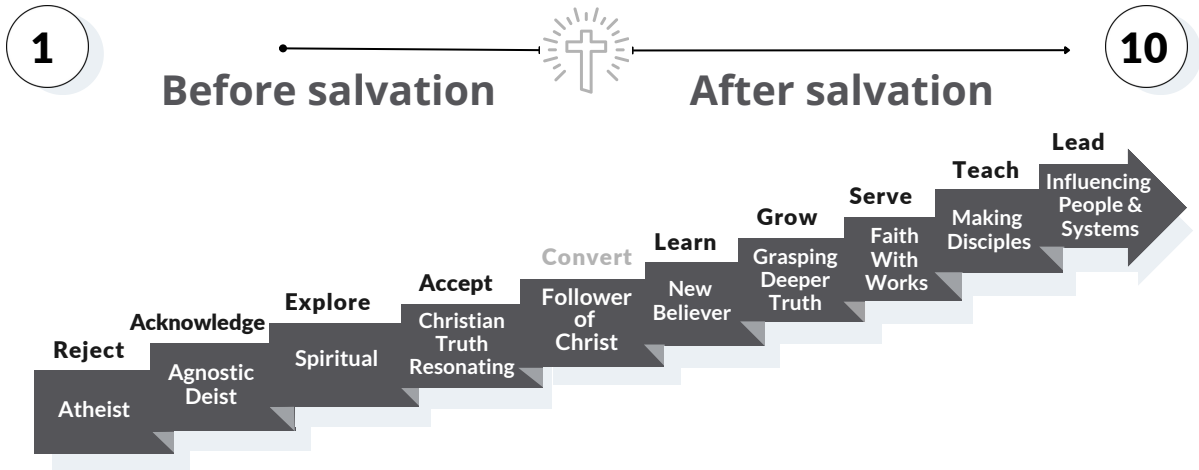 1
10
Before salvation
After salvation
Reject
Atheist
Acknowledge
Agnostic
Deist
Explore
Spiritual
Accept
Christian
Truth
Resonating
Convert
Follower
of
Christ
Learn
New
Believer
Grow
Grasping
Deeper
Truth
Serve
Faith
With
Works
Teach
Making
Disciples
Lead
Influencing
People &
Systems